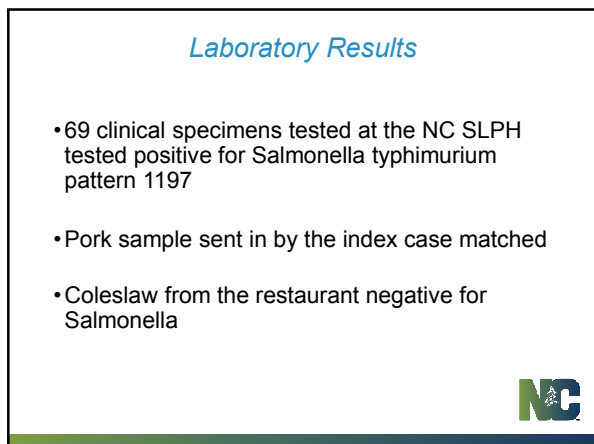 Laboratory Results
•69 clinical specimens tested at the NC SLPH
tested positive for Salmonella typhimurium
pattern 1197
•Pork sample sent in by the index case matched
•Coleslaw from the restaurant negative for
Salmonella
NC